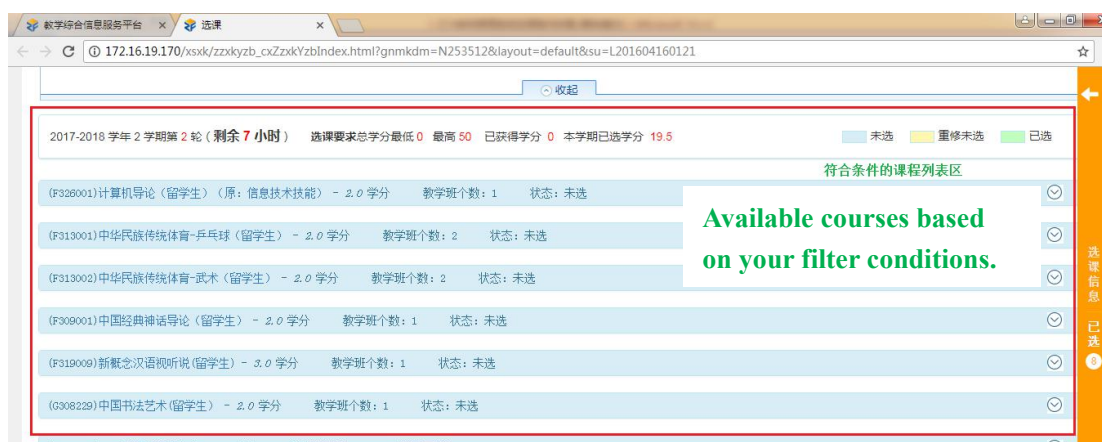 教学综合信息服务平台
选课
172.16.19.170/xsxk/zzxkyzb_cxZzxkYzbIndex.html?gnmkdm=N253512&layout=default&su=L201604160121
收起
2017-2018 学年 2 学期第 2 轮（剩余 7 小时） 选课要求总学分最低 0 最高 50 已获得学分 0 本学期已选学分 19.5 未选 重修未选 已选
符合条件的课程列表区
(F326001)计算机导论（留学生）（原：信息技术技能） - 2.0 学分 教学班个数：1 状态：未选
Available courses based
on your filter conditions.
(F313001)中华民族传统体育-乒乓球（留学生） - 2.0 学分 教学班个数：2 状态：未选
(F313002)中华民族传统体育-武术（留学生） - 2.0 学分 教学班个数：2 状态：未选
(F309001)中国经典神话导论（留学生） - 2.0 学分 教学班个数：1 状态：未选
(F319009)新概念汉语视听说(留学生) - 3.0 学分 教学班个数：1 状态：未选
(G308229)中国书法艺术(留学生） - 2.0 学分 教学班个数：1 状态：未选
选课信息 已选 8